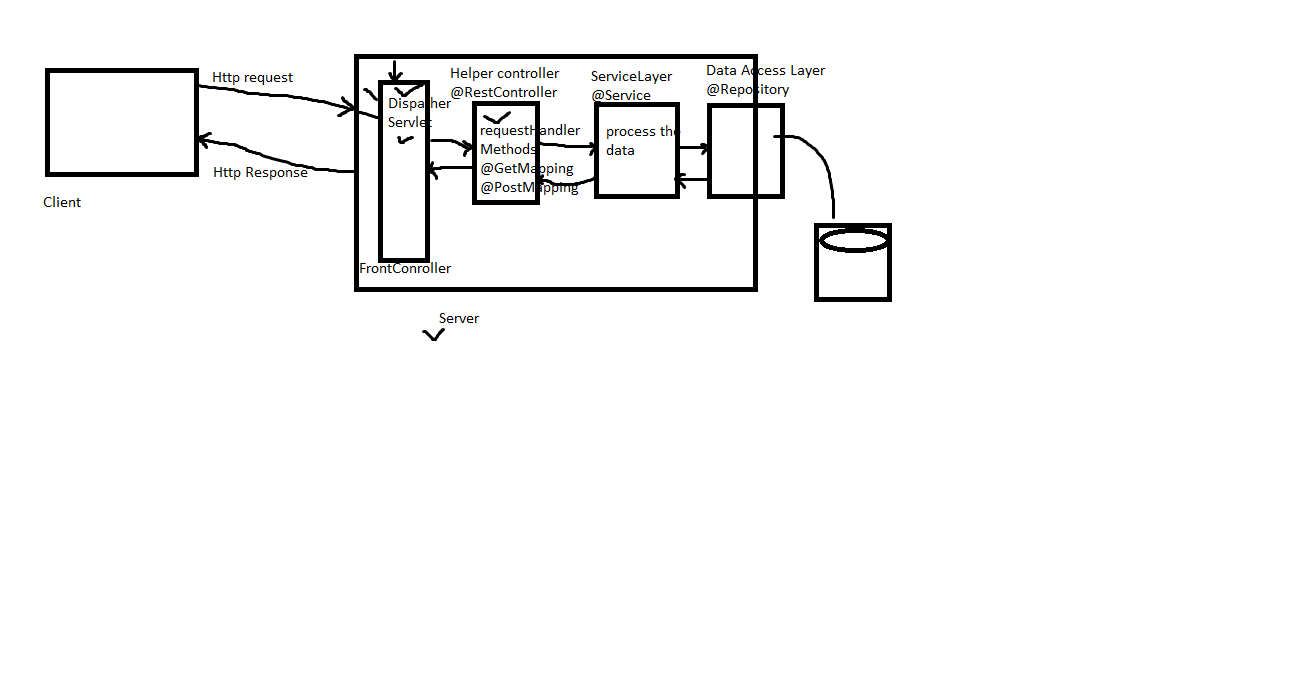 Http request
Http Response
Client
Helper controller
@RestController
ServiceLayer
@Service
Data Access Layer
@Repository
Dispather
Servlet
requestHandler
Methods
@GetMapping
@PostMapping
process the
data
FrontConroller
Server